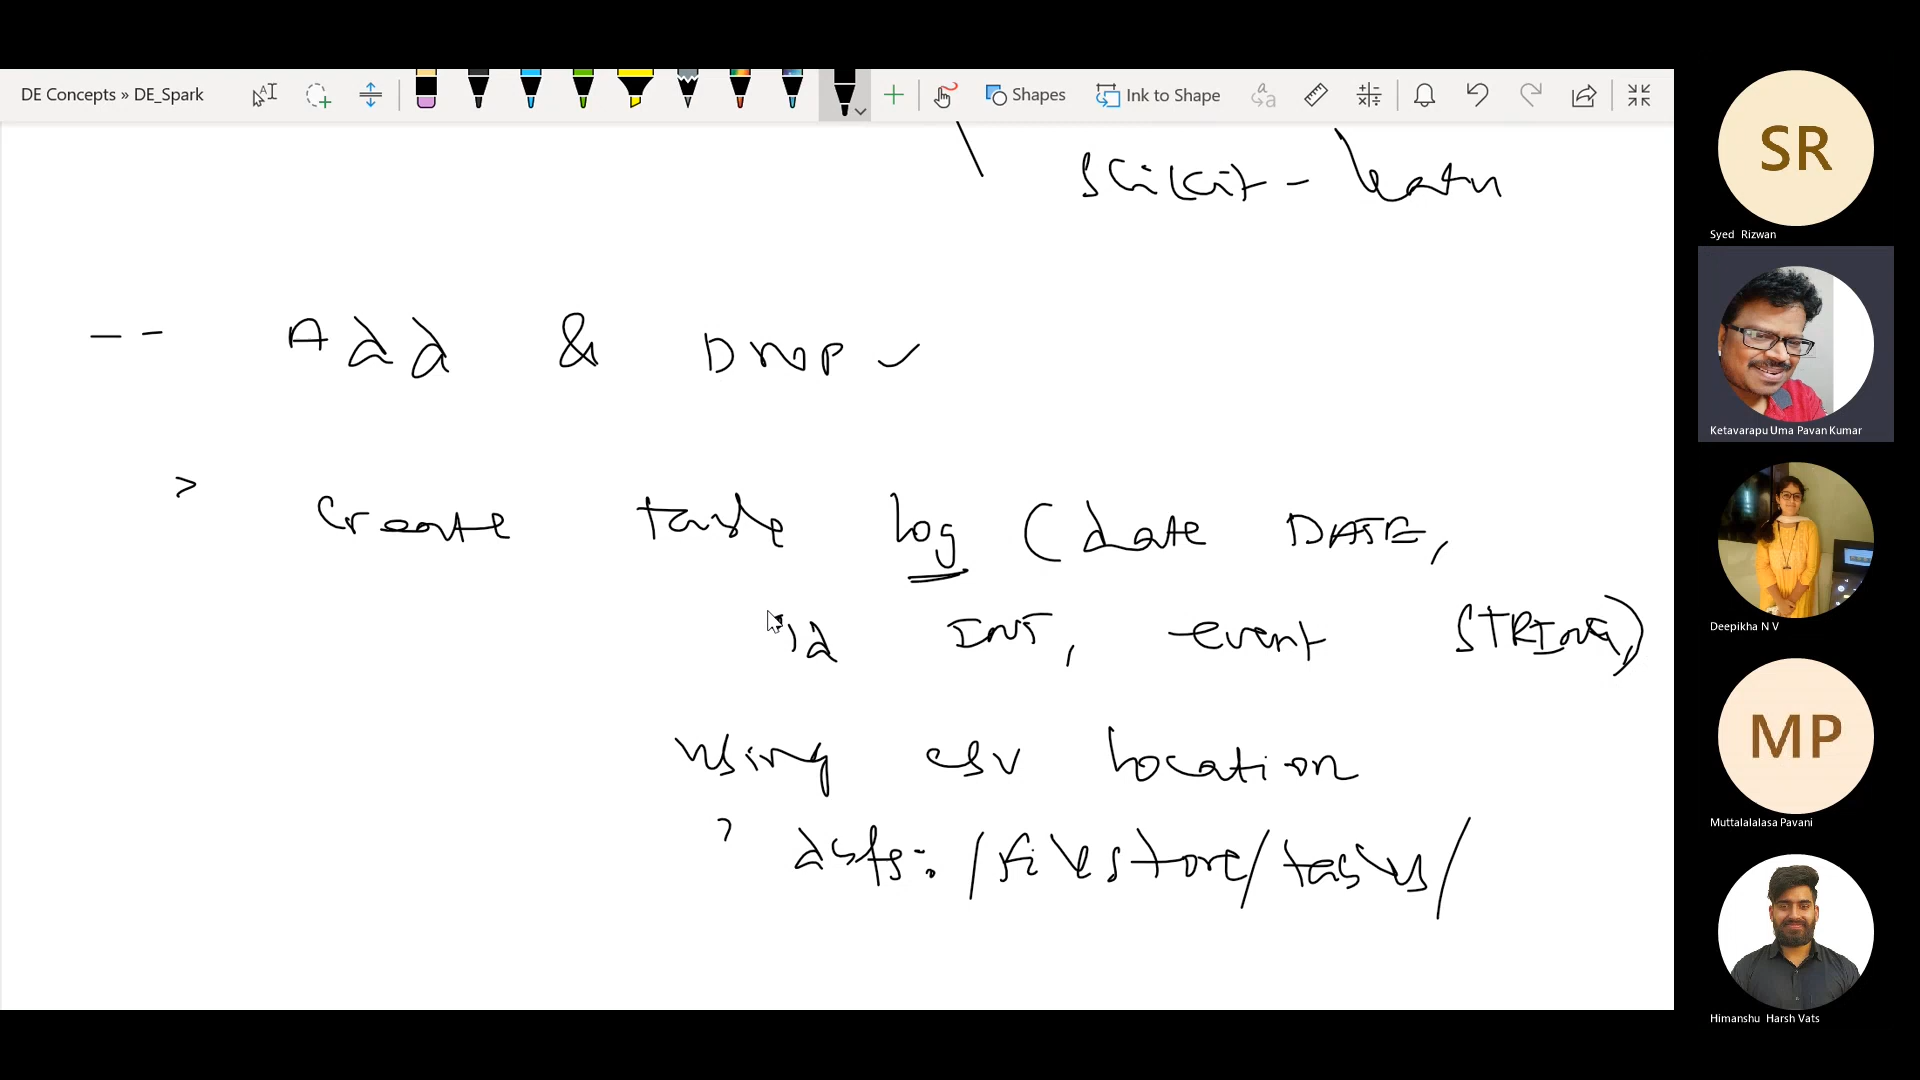 DE Concepts » DE_Spark
Shapes
Ink to Shape
scikit - learn
-- Add & Drop ✓
> Create table log (date DATE,
id INT, event STRING)
using csv location
' dbfs:/filestore/tables/
SR
Syed Rizwan
Ketavarapu Uma Pavan Kumar
Deepikha N V
MP
Muttalalalasa Pavani
Himanshu Harsh Vats